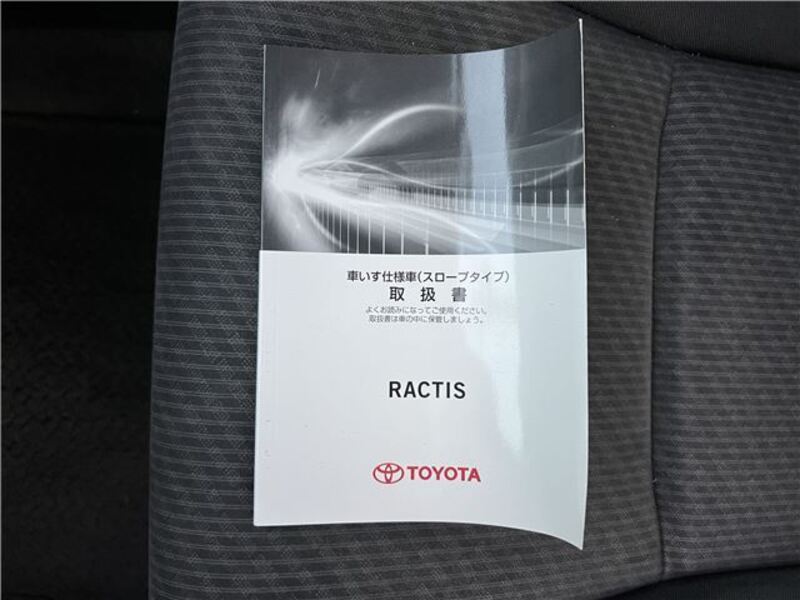 車いす仕様車(スロープタイプ)
取扱書
よくお読みになってご使用ください。
取扱書は車の中に保管しましょう。
RACTIS
TOYOTA